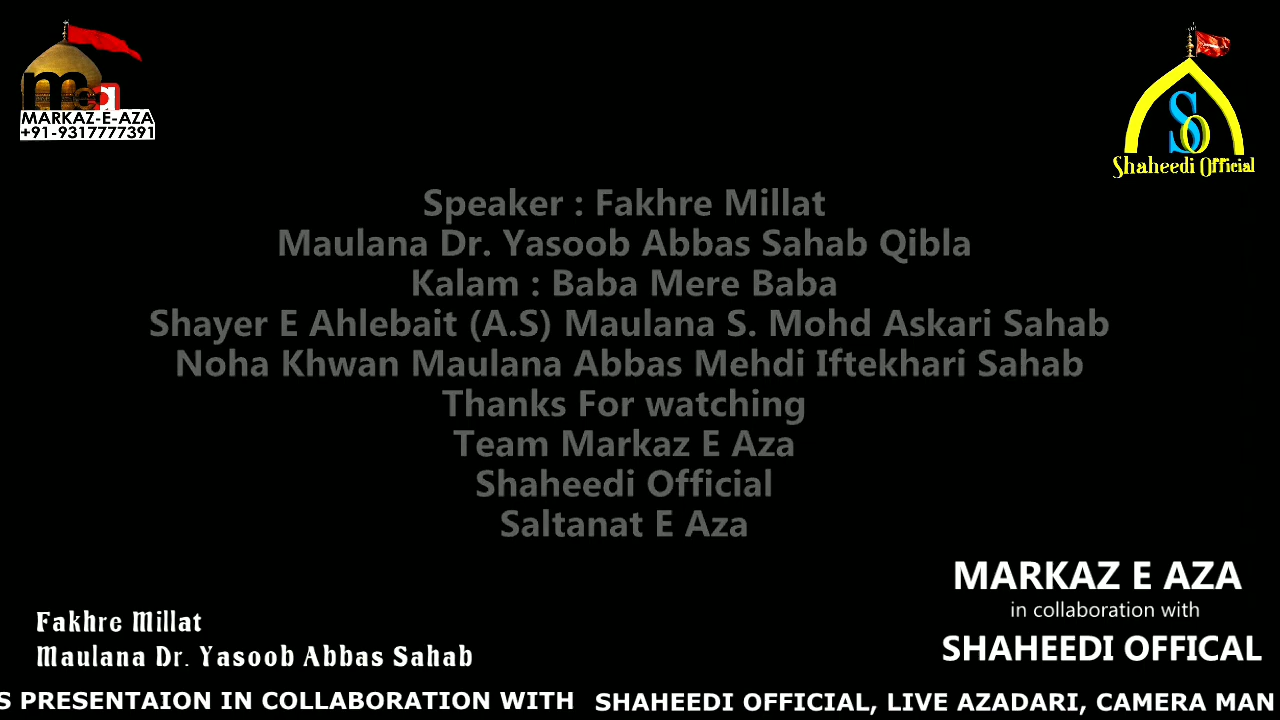 mea
MARKAZ-E-AZA
+91-9317777391
SO
Shaheedi Official
Speaker : Fakhre Millat
Maulana Dr. Yasoob Abbas Sahab Qibla
Kalam : Baba Mere Baba
Shayer E Ahlebait (A.S) Maulana S. Mohd Askari Sahab
Noha Khwan Maulana Abbas Mehdi Iftekhari Sahab
Thanks For watching
Team Markaz E Aza
Shaheedi Official
Saltanat E Aza
MARKAZ E AZA
in collaboration with
SHAHEEDI OFFICAL
Fakhre Millat
Maulana Dr. Yasoob Abbas Sahab
S PRESENTAION IN COLLABORATION WITH SHAHEEDI OFFICIAL, LIVE AZADARI, CAMERA MAN